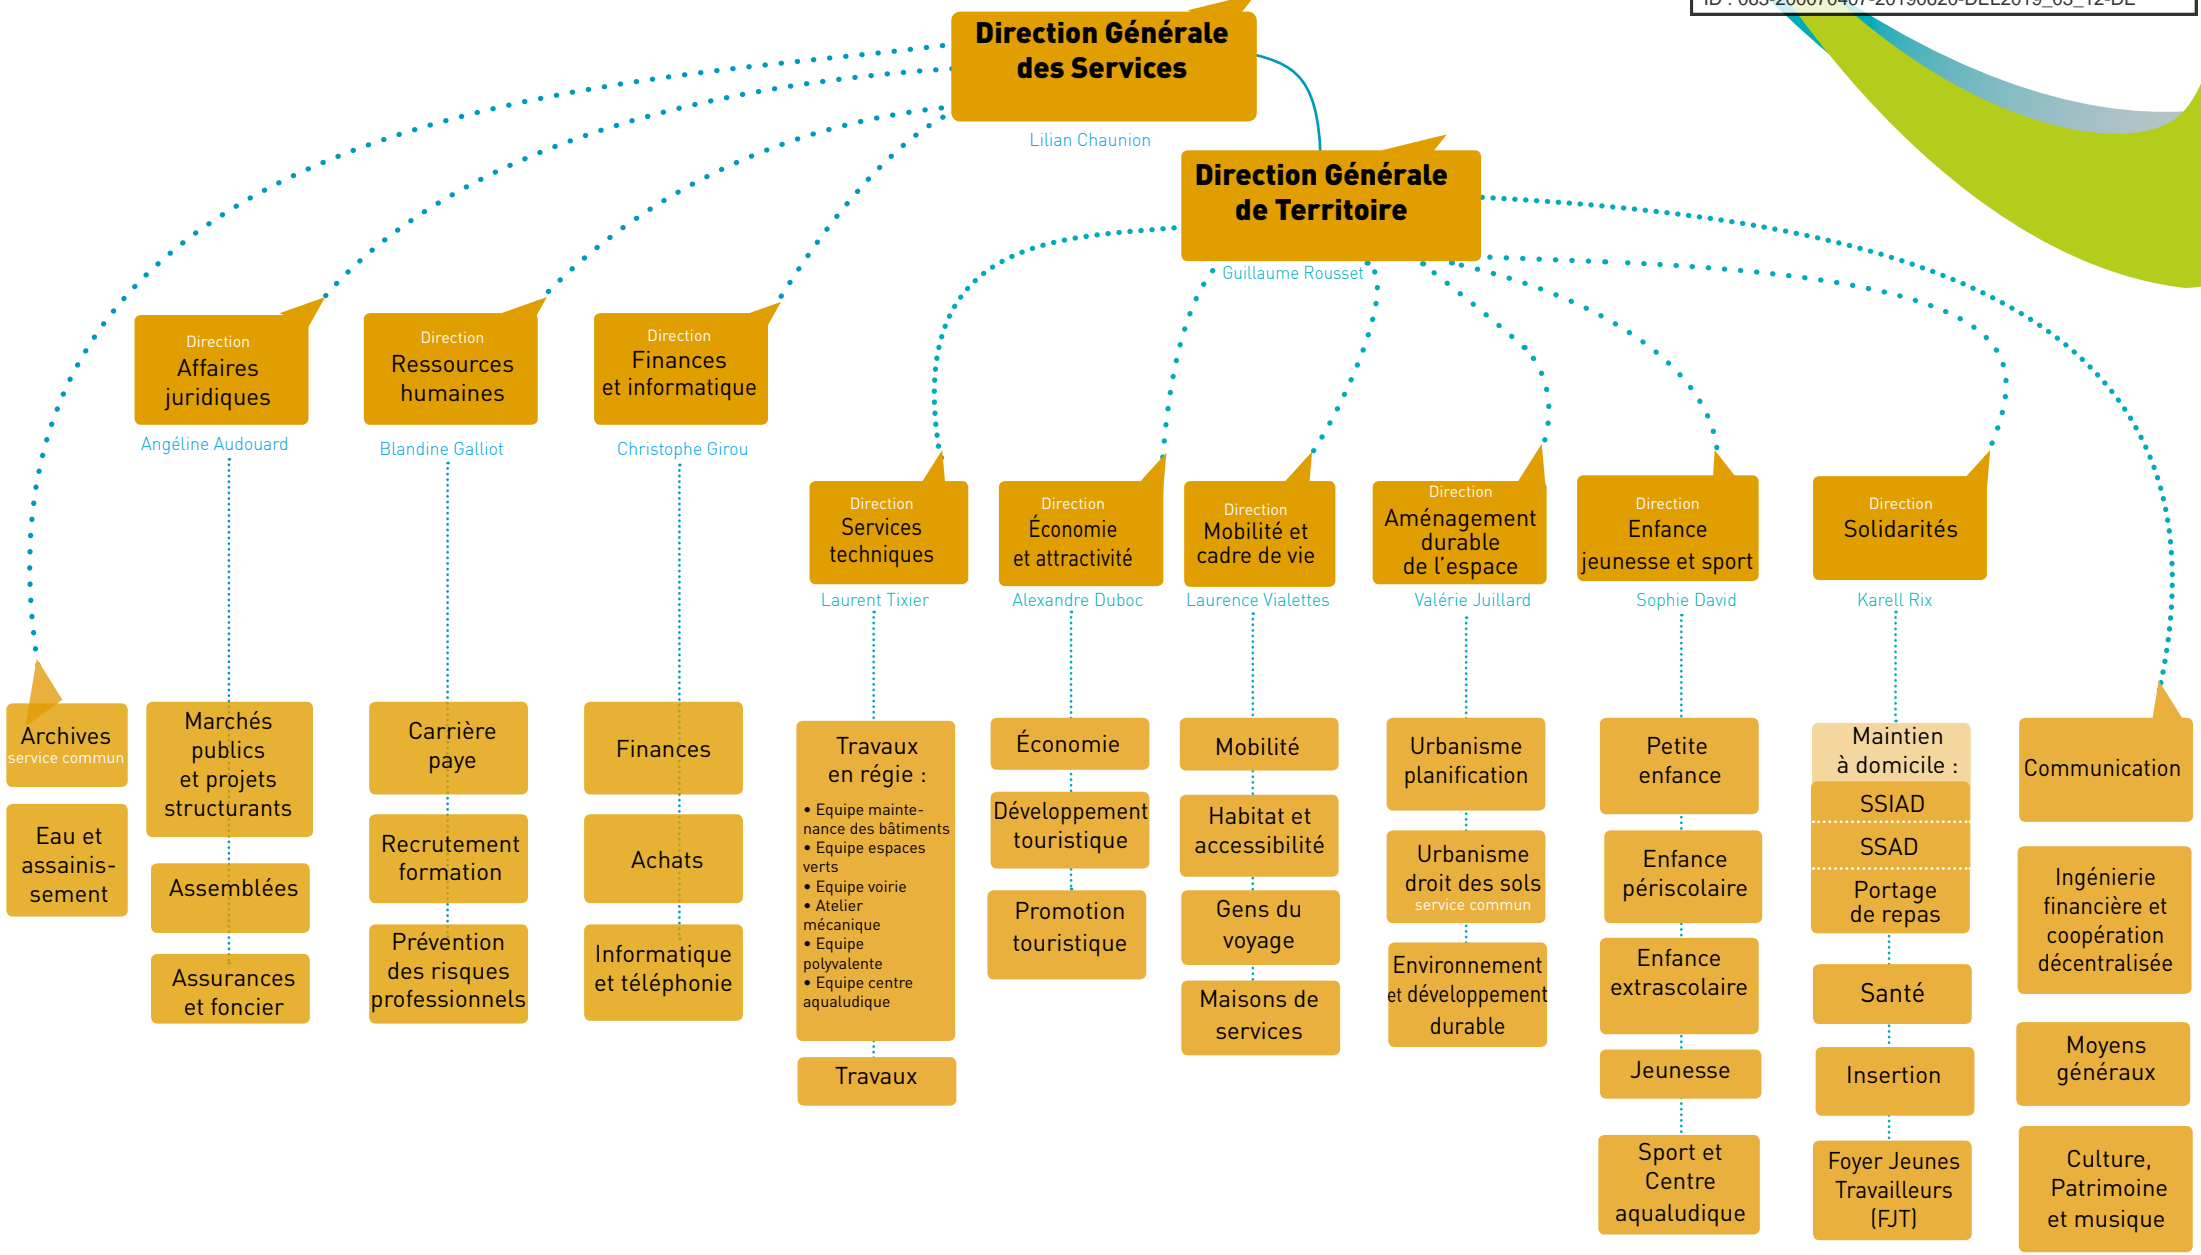 ID : 063-200070407-20190620-DEL2019_03_12-DE
Direction Générale
des Services
Lilian Chaunion
Direction Générale
de Territoire
Guillaume Rousset
Direction
Affaires
juridiques
Angéline Audouard
Direction
Ressources
humaines
Blandine Galliot
Direction
Finances
et informatique
Christophe Girou
Direction
Services
techniques
Laurent Tixier
Direction
Économie
et attractivité
Alexandre Duboc
Direction
Mobilité et
cadre de vie
Laurence Vialettes
Direction
Aménagement
durable
de l'espace
Valérie Juillard
Direction
Enfance
jeunesse et sport
Sophie David
Direction
Solidarités
Karell Rix
Archives
service commun
Eau et
assainis-
sement
Marchés
publics
et projets
structurants
Assemblées
Assurances
et foncier
Carrière
paye
Recrutement
formation
Prévention
des risques
professionnels
Finances
Achats
Informatique
et téléphonie
Travaux
en régie :
• Equipe mainte-
nance des bâtiments
• Equipe espaces
verts
• Equipe voirie
• Atelier
mécanique
• Equipe
polyvalente
• Equipe centre
aqualudique
Travaux
Économie
Développement
touristique
Promotion
touristique
Mobilité
Habitat et
accessibilité
Gens du
voyage
Maisons de
services
Urbanisme
planification
Urbanisme
droit des sols
service commun
Environnement
et développement
durable
Petite
enfance
Enfance
périscolaire
Enfance
extrascolaire
Jeunesse
Sport et
Centre
aqualudique
Maintien
à domicile :
SSIAD
SSAD
Portage
de repas
Santé
Insertion
Foyer Jeunes
Travailleurs
(FJT)
Communication
Ingénierie
financière et
coopération
décentralisée
Moyens
généraux
Culture,
Patrimoine
et musique